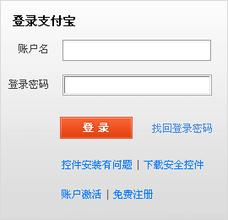 登录支付宝
账户名
登录密码
登 录 找回登录密码
控件安装有问题 | 下载安全控件
账户激活 | 免费注册